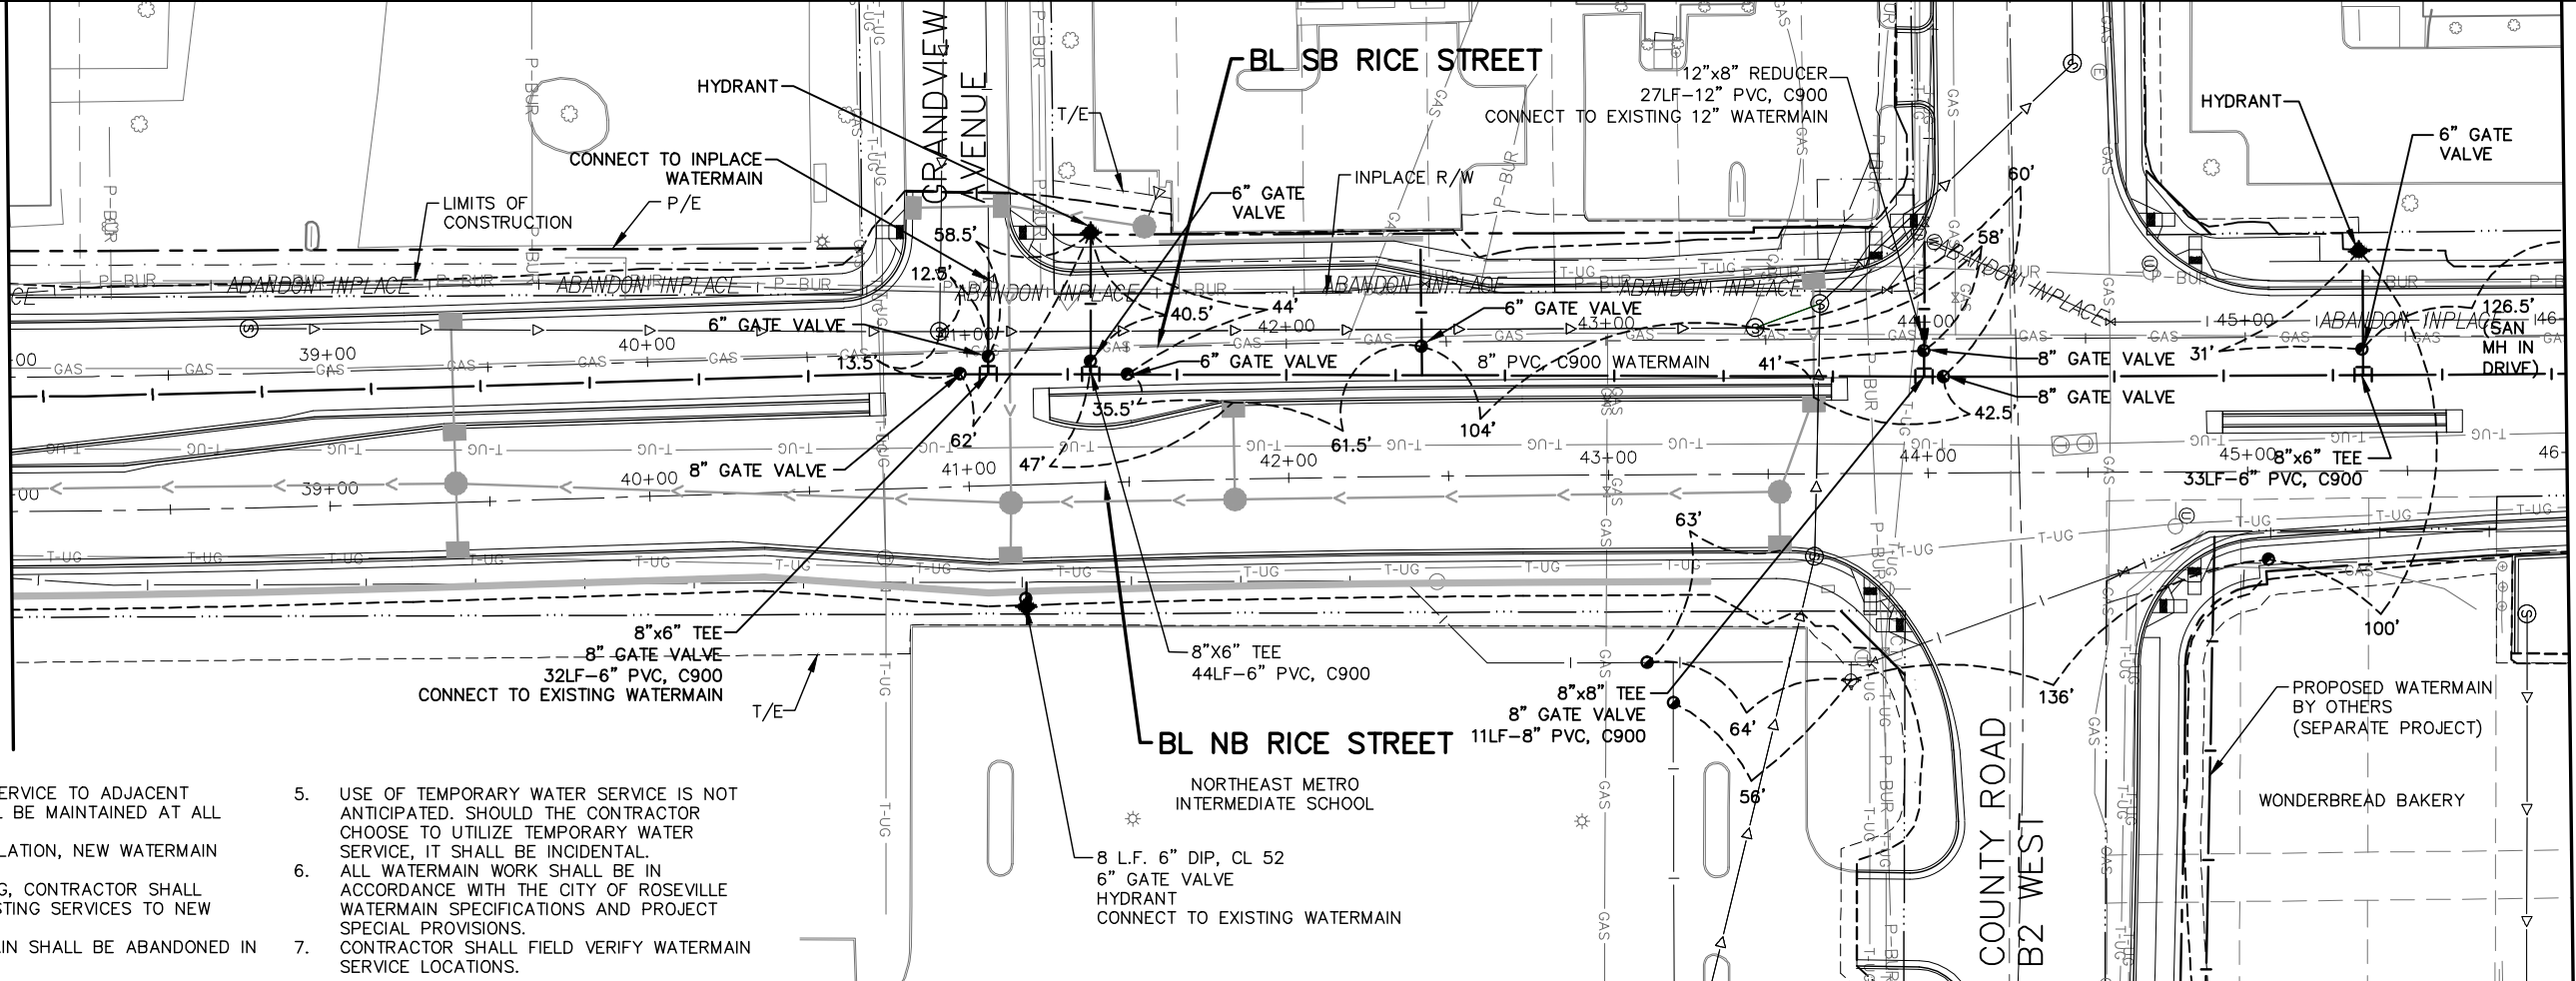 GRANDVIEW
AVENUE
HYDRANT
BL SB RICE STREET
12"x8" REDUCER
27LF-12" PVC, C900
CONNECT TO EXISTING 12" WATERMAIN
T/E
HYDRANT
6" GATE
VALVE
CONNECT TO INPLACE
WATERMAIN
6" GATE
VALVE
INPLACE R/W
60'
LIMITS OF
CONSTRUCTION
P/E
58.5'
58'
12.5'
P-BUR
ABANDON INPLACE
ABANDON INPLACE
ABANDON INPLACE
ABANDON INPLACE
ABANDON INPLACE
ABANDON INPLACE
ABANDON INPLACE
40.5'
44'
6" GATE VALVE
6" GATE VALVE
126.5'
(SAN
MH IN
DRIVE)
39+00
40+00
41+00
42+00
43+00
44+00
45+00
46+
13.5'
6" GATE VALVE
8" PVC, C900 WATERMAIN
41'
8" GATE VALVE
31'
8" GATE VALVE
35.5'
42.5'
62'
61.5'
104'
47'
8" GATE VALVE
39+00
40+00
41+00
42+00
43+00
44+00
45+00
46-
8"x6" TEE
33LF-6" PVC, C900
GAS
T-UG
63'
100'
8"x6" TEE
8" GATE VALVE
32LF-6" PVC, C900
CONNECT TO EXISTING WATERMAIN
T/E
8"X6" TEE
44LF-6" PVC, C900
8"x8" TEE
8" GATE VALVE
11LF-8" PVC, C900
64'
56'
136'
PROPOSED WATERMAIN
BY OTHERS
(SEPARATE PROJECT)
BL NB RICE STREET
NORTHEAST METRO
INTERMEDIATE SCHOOL
COUNTY ROAD
B2 WEST
WONDERBREAD BAKERY
8 L.F. 6" DIP, CL 52
6" GATE VALVE
HYDRANT
CONNECT TO EXISTING WATERMAIN
ERVICE TO ADJACENT
BE MAINTAINED AT ALL
LATION, NEW WATERMAIN
G, CONTRACTOR SHALL
STING SERVICES TO NEW
IN SHALL BE ABANDONED IN
5. USE OF TEMPORARY WATER SERVICE IS NOT
ANTICIPATED. SHOULD THE CONTRACTOR
CHOOSE TO UTILIZE TEMPORARY WATER
SERVICE, IT SHALL BE INCIDENTAL.
6. ALL WATERMAIN WORK SHALL BE IN
ACCORDANCE WITH THE CITY OF ROSEVILLE
WATERMAIN SPECIFICATIONS AND PROJECT
SPECIAL PROVISIONS.
7. CONTRACTOR SHALL FIELD VERIFY WATERMAIN
SERVICE LOCATIONS.